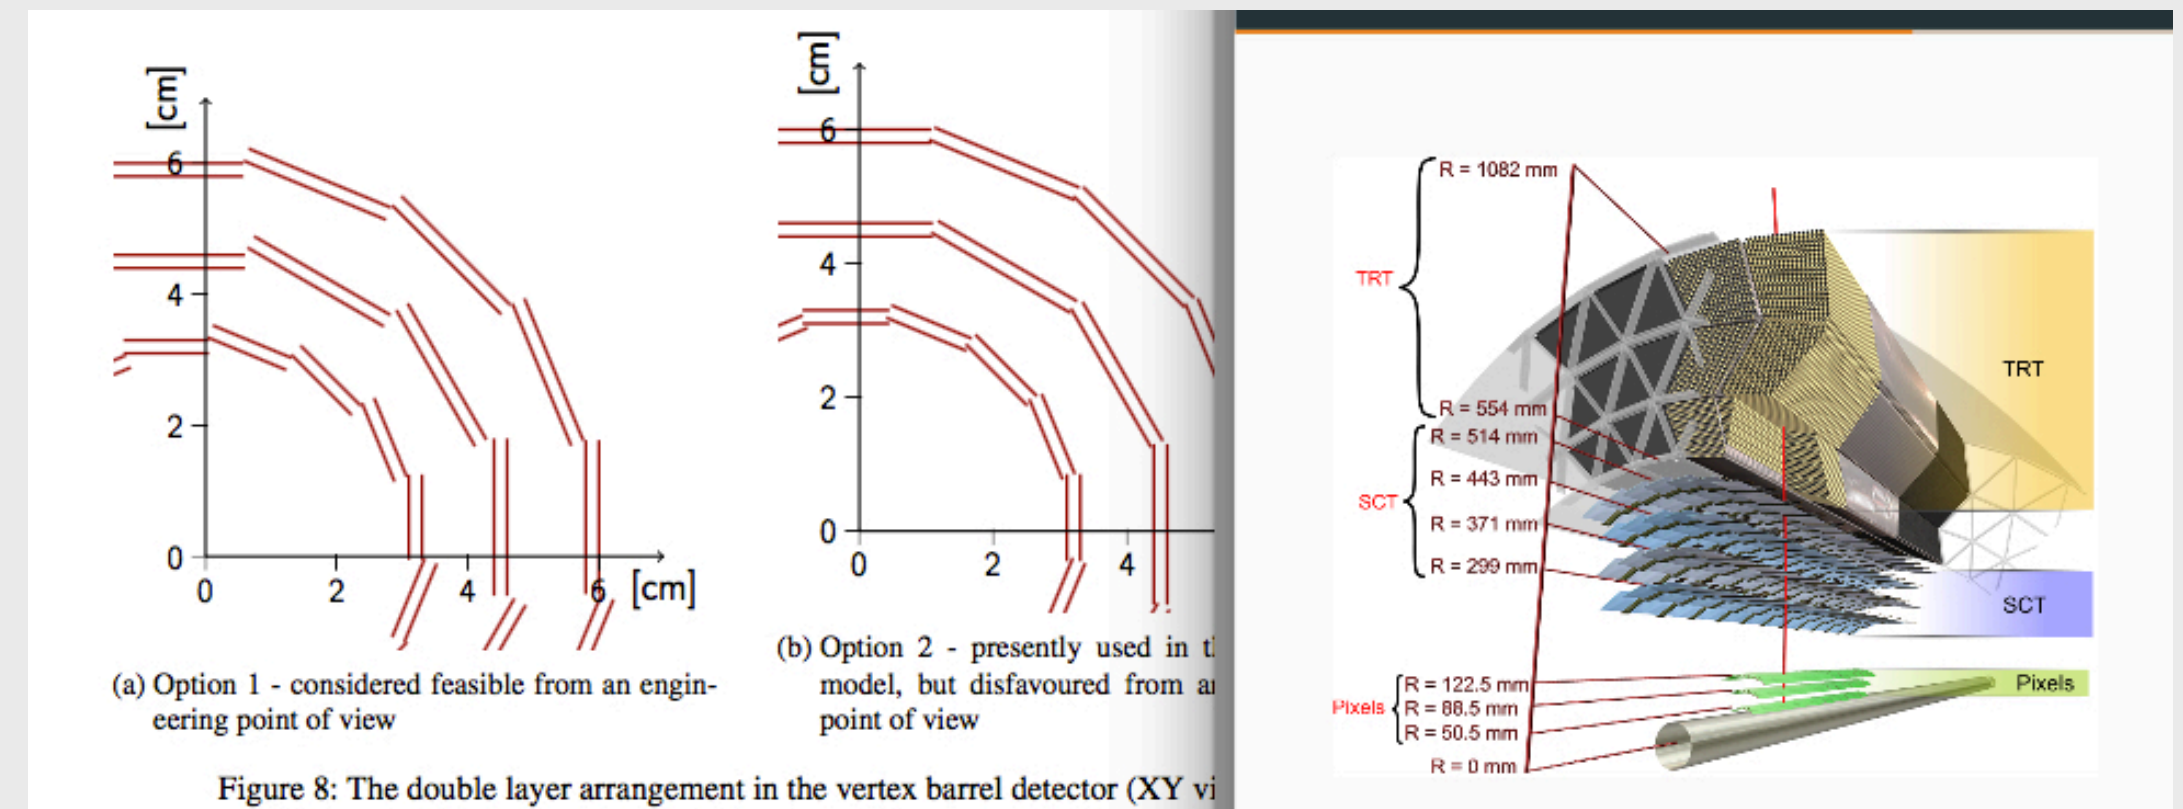 [cm]
6
4
2
0
0
2
4
6
[cm]
(a) Option 1 - considered feasible from an engin-
eering point of view
[cm]
6
4
2
0
0
2
4
(b) Option 2 - presently used in
model, but disfavoured from
point of view
Figure 8: The double layer arrangement in the vertex barrel detector (XY
R = 1082 mm
TRT
R = 554 mm
R = 514 mm
R = 443 mm
SCT
R = 371 mm
R = 299 mm
R = 122.5 mm
Pixels
R = 88.5 mm
R = 50.5 mm
R = 0 mm
TRT
SCT
Pixels